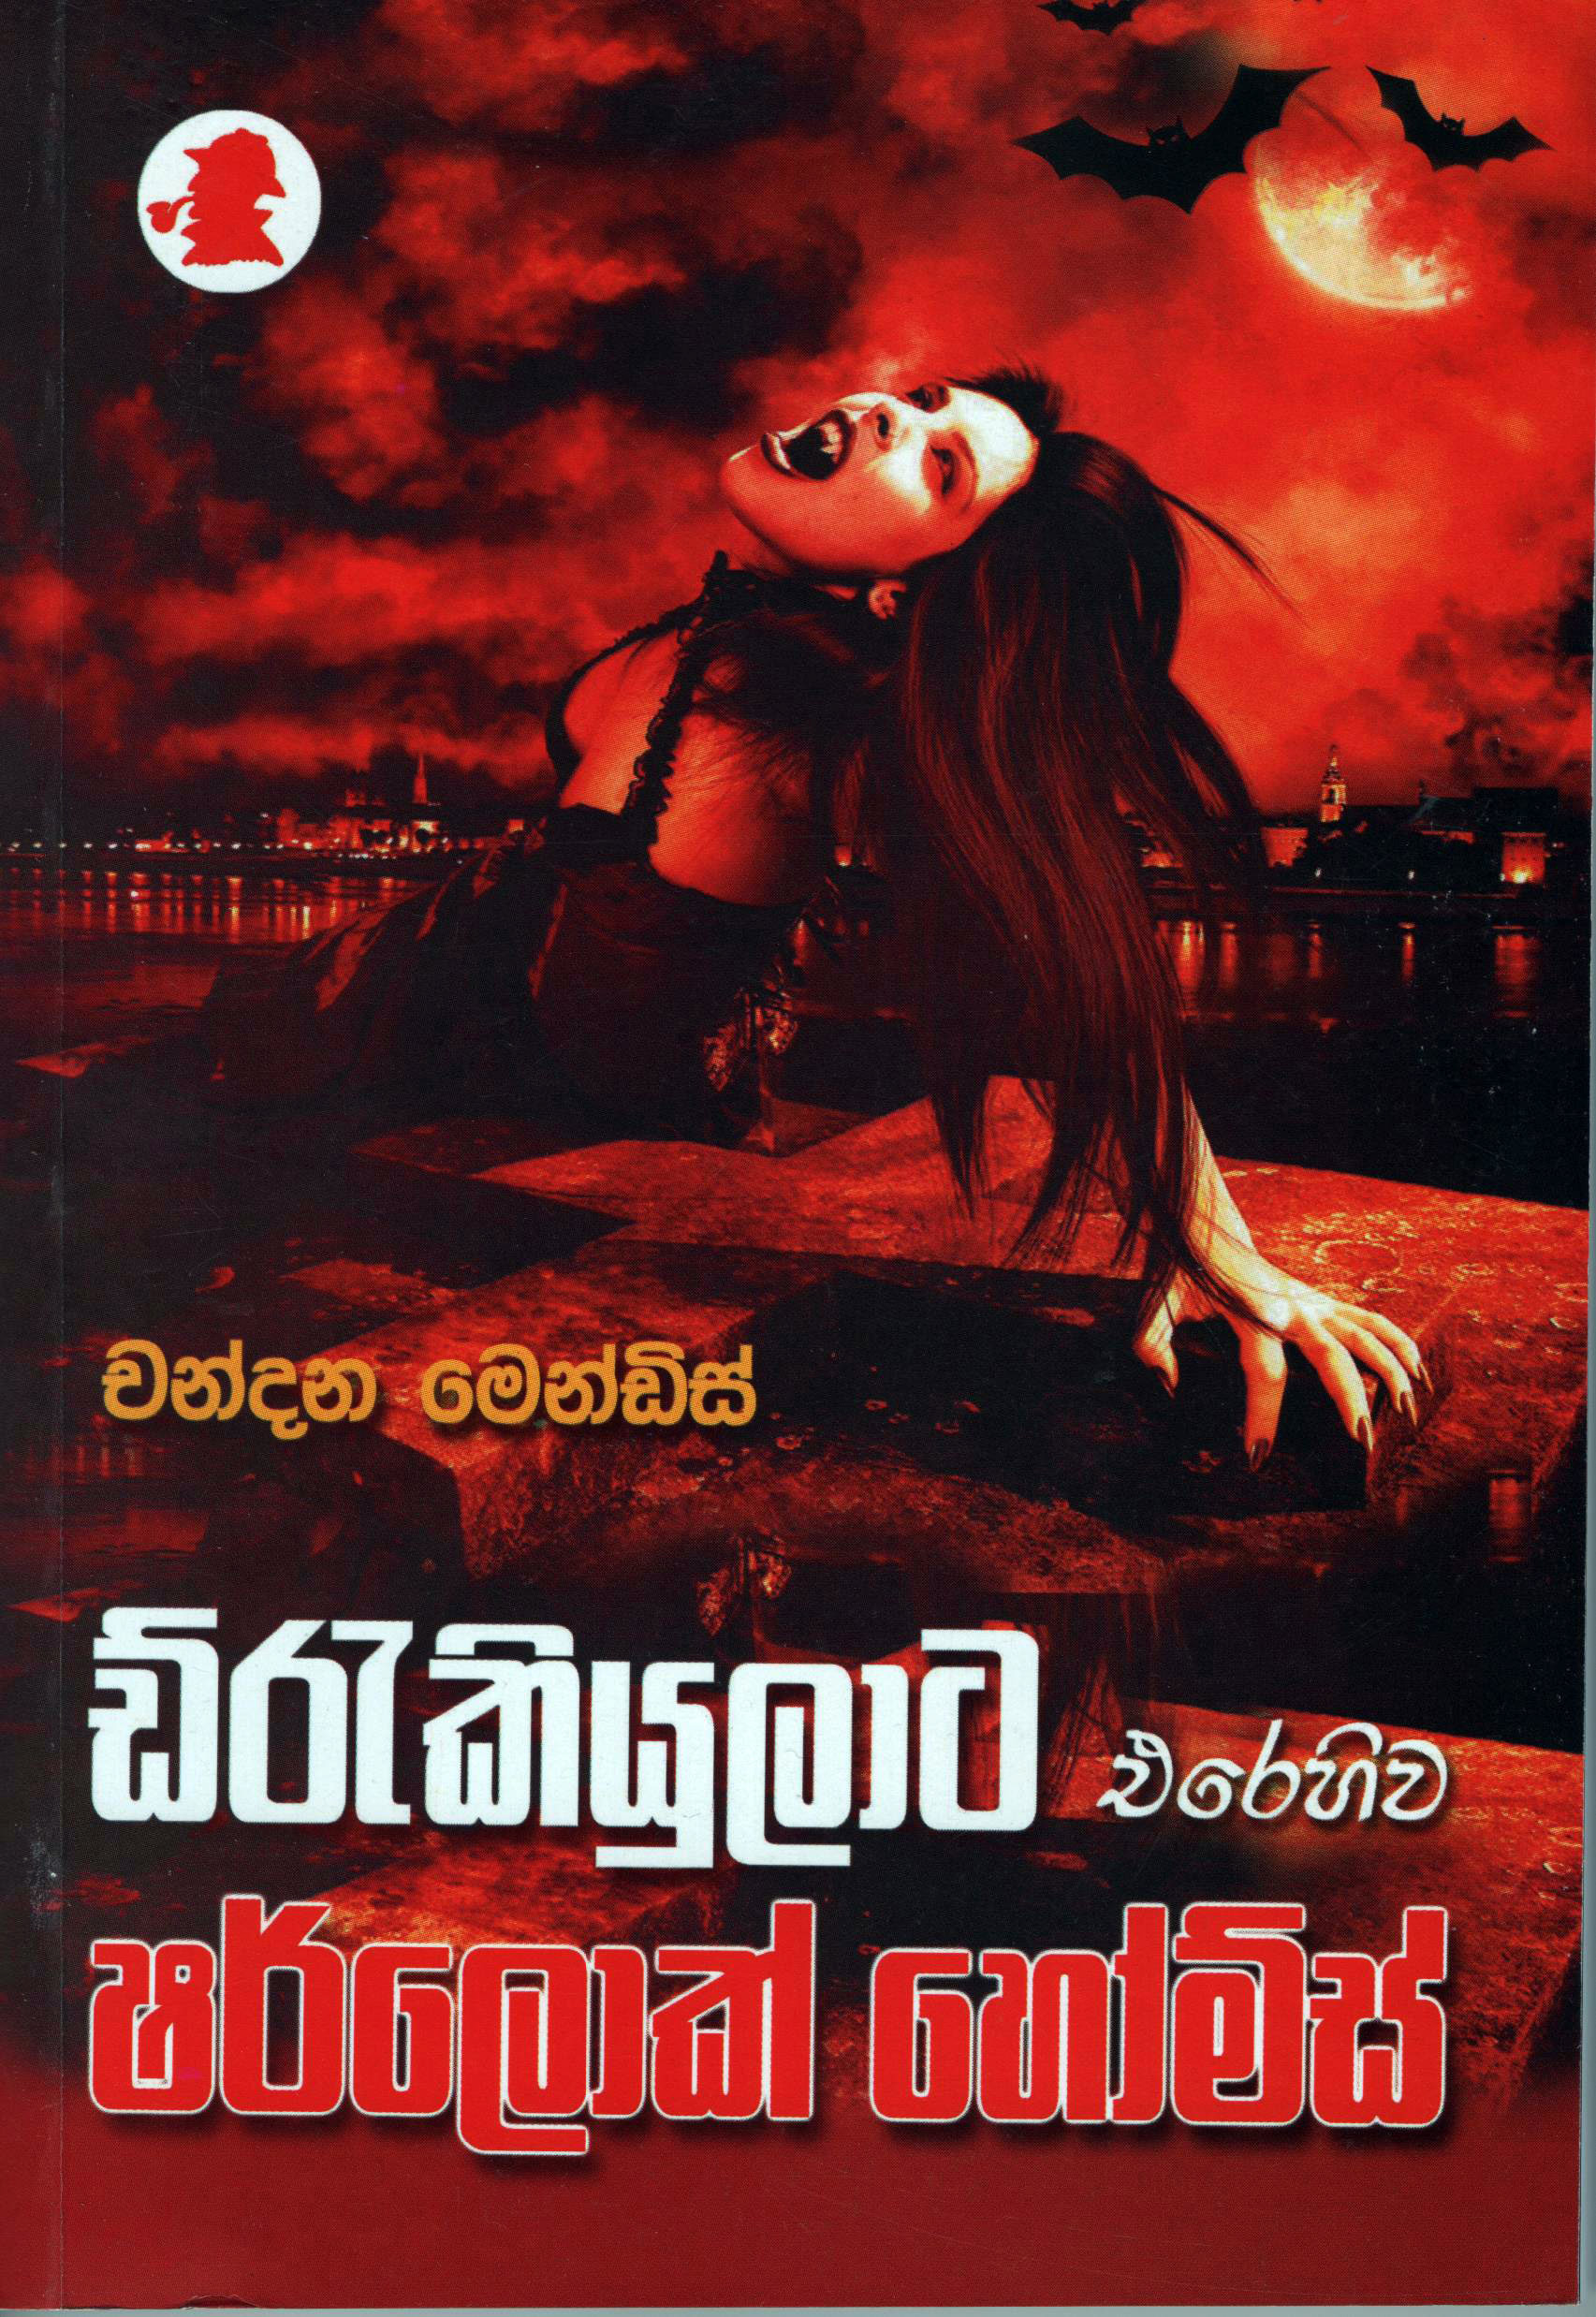 චන්දන මෙන්ඩිස්
ඩ්රැකියුලාට එරෙහිව
ෂර්ලොක් හෝම්ස්